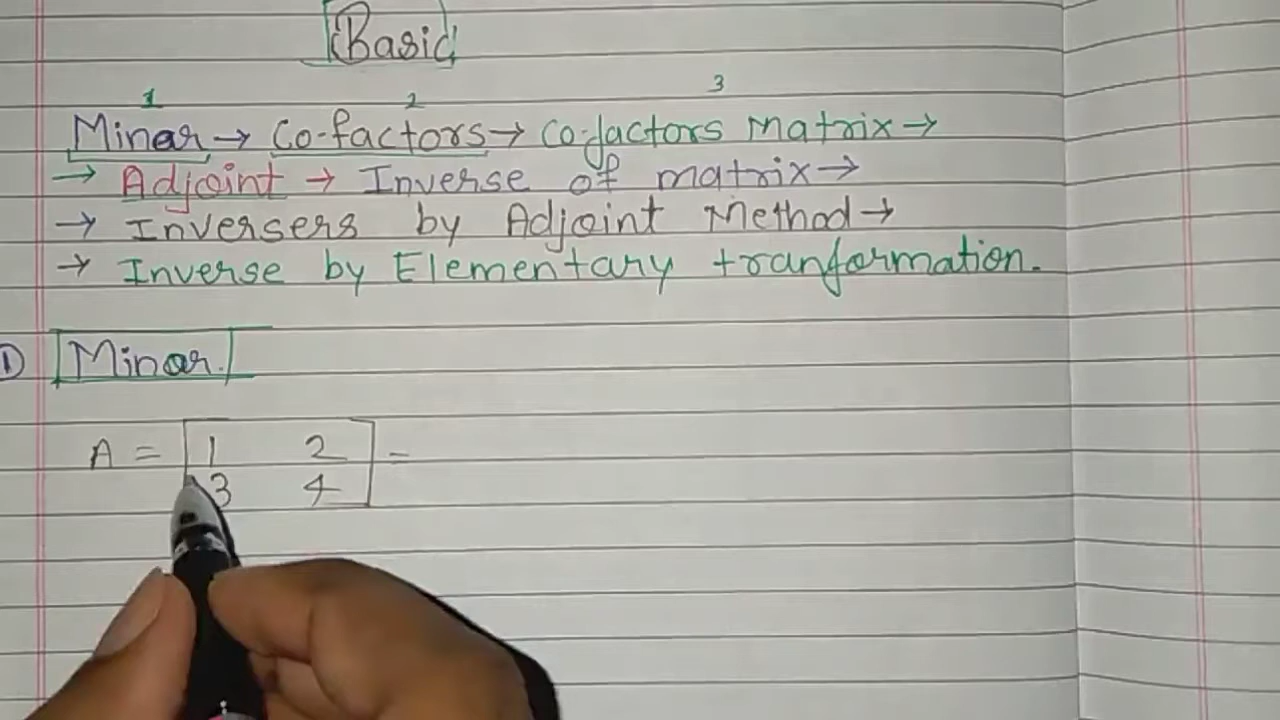 Basic
1 2 3
Minar → Co-factors → Co-factors Matrix →
→ Adjoint → Inverse of matrix →
→ Inversers by Adjoint Method →
→ Inverse by Elementary tranformation.
1 Minar.
A = [1 2] =
3 4